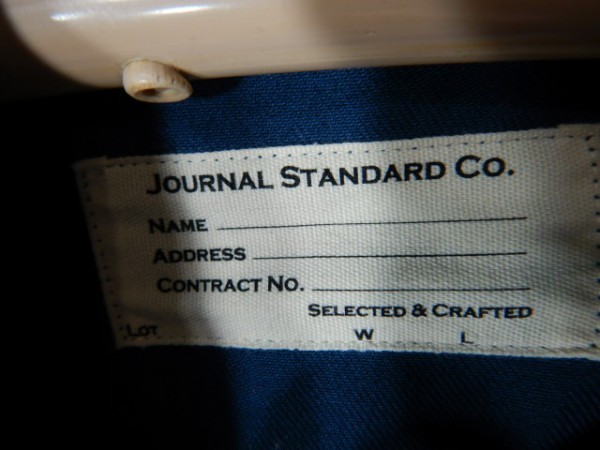 JOURNAL STANDARD CO.
NAME
ADDRESS
CONTRACT NO.
SELECTED & CRAFTED
LOT W L